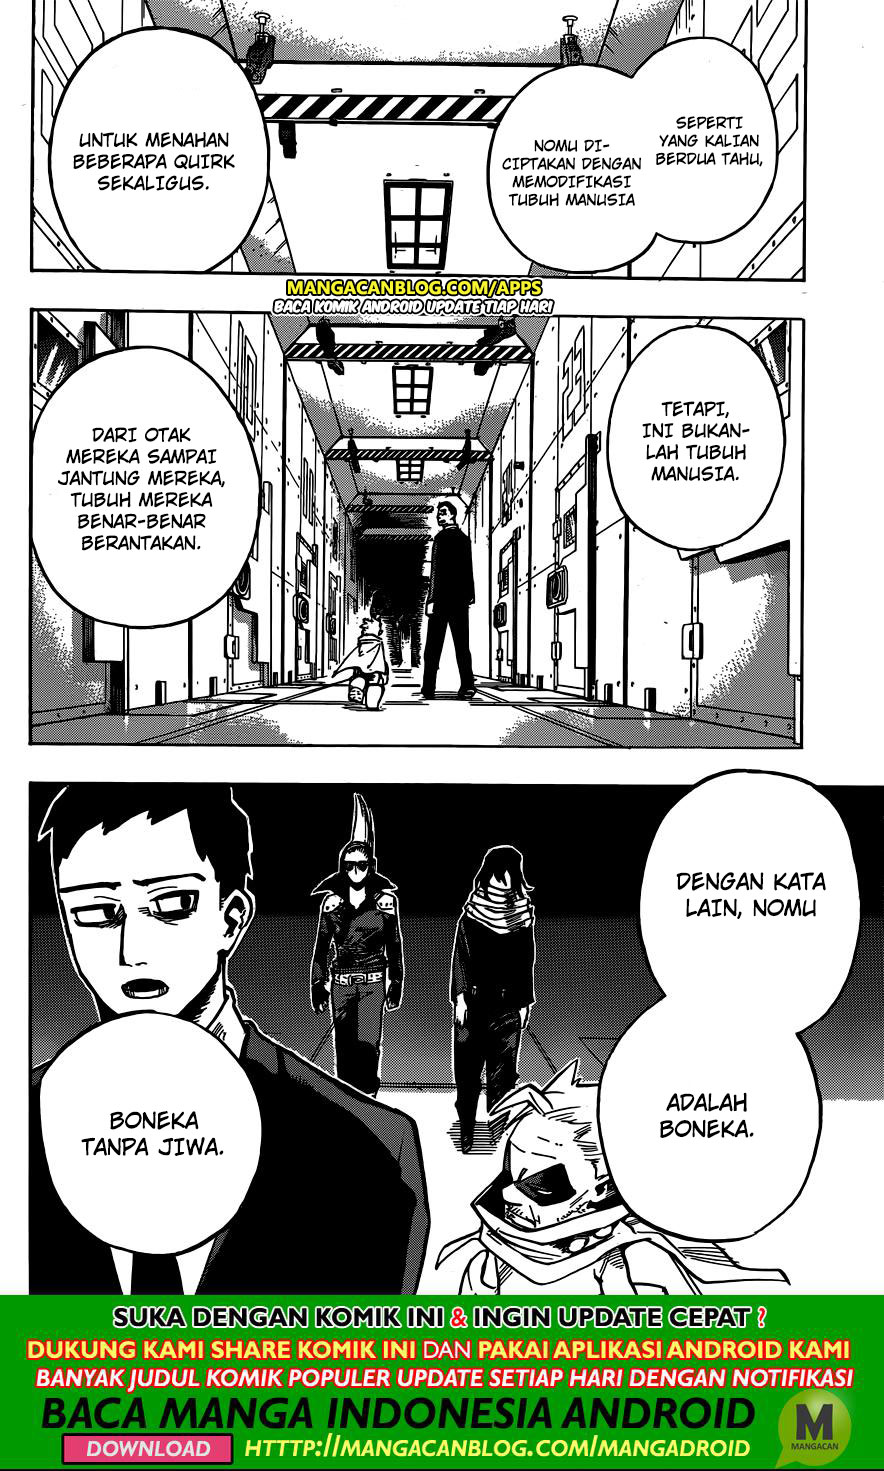 SEPERTI
YANG KALIAN
BERDUA TAHU,
NOMU DI-
CIPTAKAN DENGAN
MEMODIFIKASI
TUBUH MANUSIA
UNTUK MENAHAN
BEBERAPA QUIRK
SEKALIGUS.
MANGACANBLOG.COM/APPS
BACA KOMIK ANDROID UPDATE TIAP HARI
TETAPI,
INI BUKAN-
LAH TUBUH
MANUSIA.
DARI OTAK
MEREKA SAMPAI
JANTUNG MEREKA,
TUBUH MEREKA
BENAR-BENAR
BERANTAKAN.
DENGAN KATA
LAIN, NOMU
ADALAH
BONEKA.
BONEKA
TANPA JIWA.
SUKA DENGAN KOMIK INI & INGIN UPDATE CEPAT ?
DUKUNG KAMI SHARE KOMIK INI DAN PAKAI APLIKASI ANDROID KAMI
BANYAK JUDUL KOMIK POPULER UPDATE SETIAP HARI DENGAN NOTIFIKASI
BACA MANGA INDONESIA ANDROID
DOWNLOAD HTTTP://MANGACANBLOG.COM/MANGADROID
M
MANGACAN